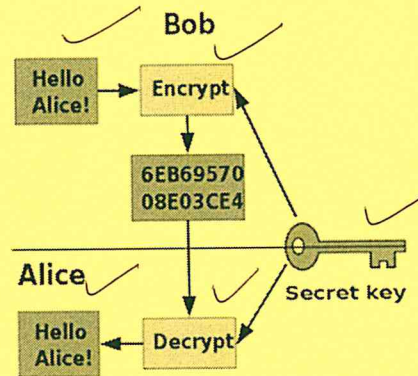 Bob
Hello
Alice!
Encrypt
6EB69570
08E03CE4
Alice
Secret key
Hello
Alice!
Decrypt